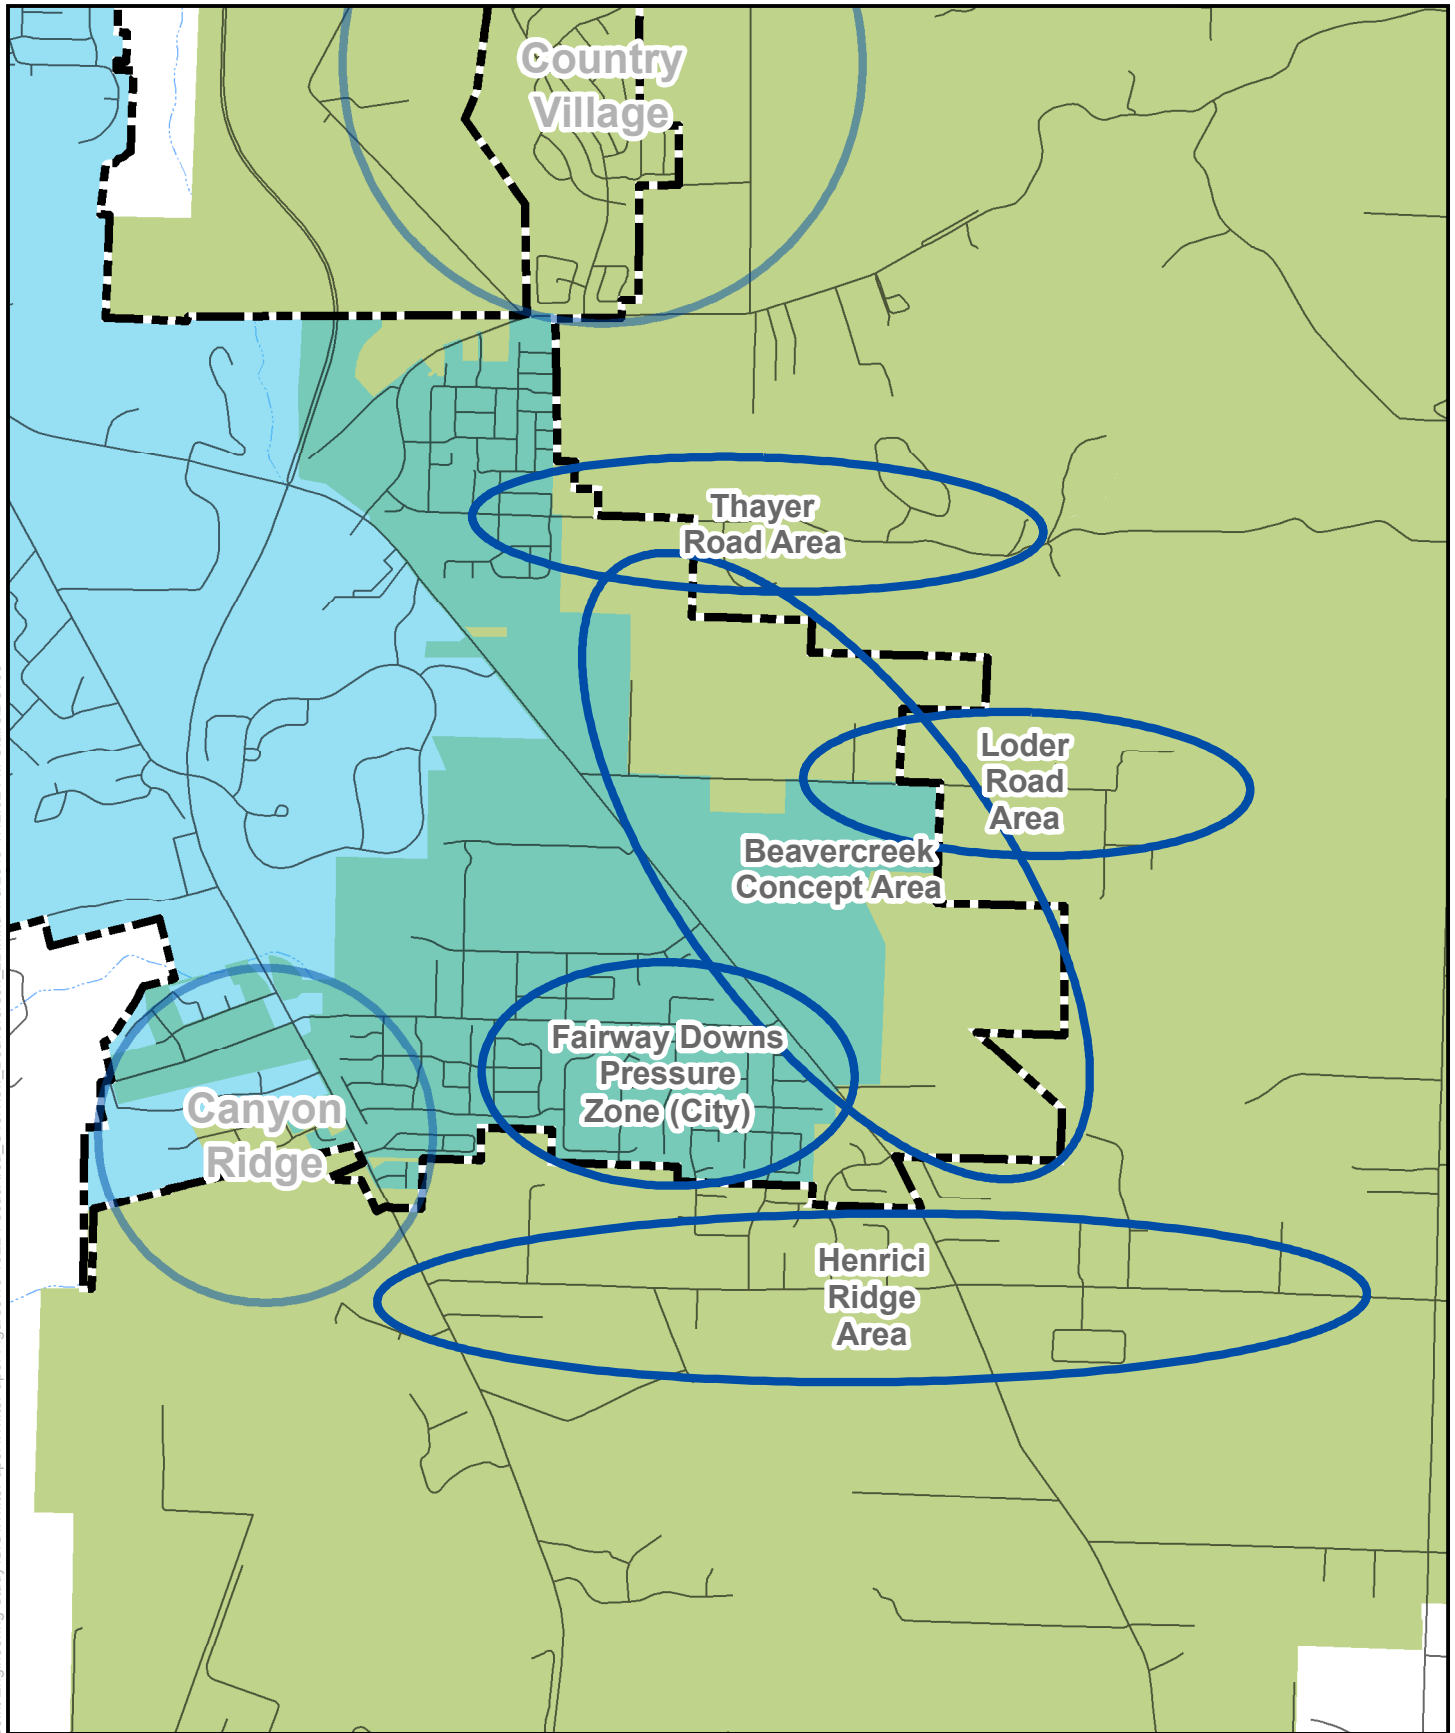 Country
Village
Thayer
Road Area
Loder
Road
Area
Beavercreek
Concept Area
Fairway Downs
Pressure
Zone (City)
Canyon
Ridge
Henrici
Ridge
Area